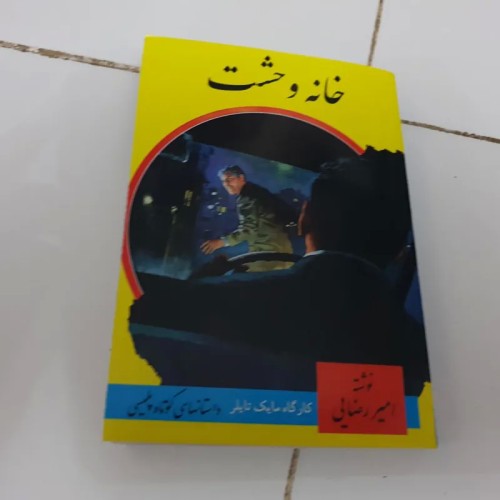 خانه وحشت
نوشته
امیر رضایی
کارگاه مایک تایلر داستانهای کوتاه پلیسی